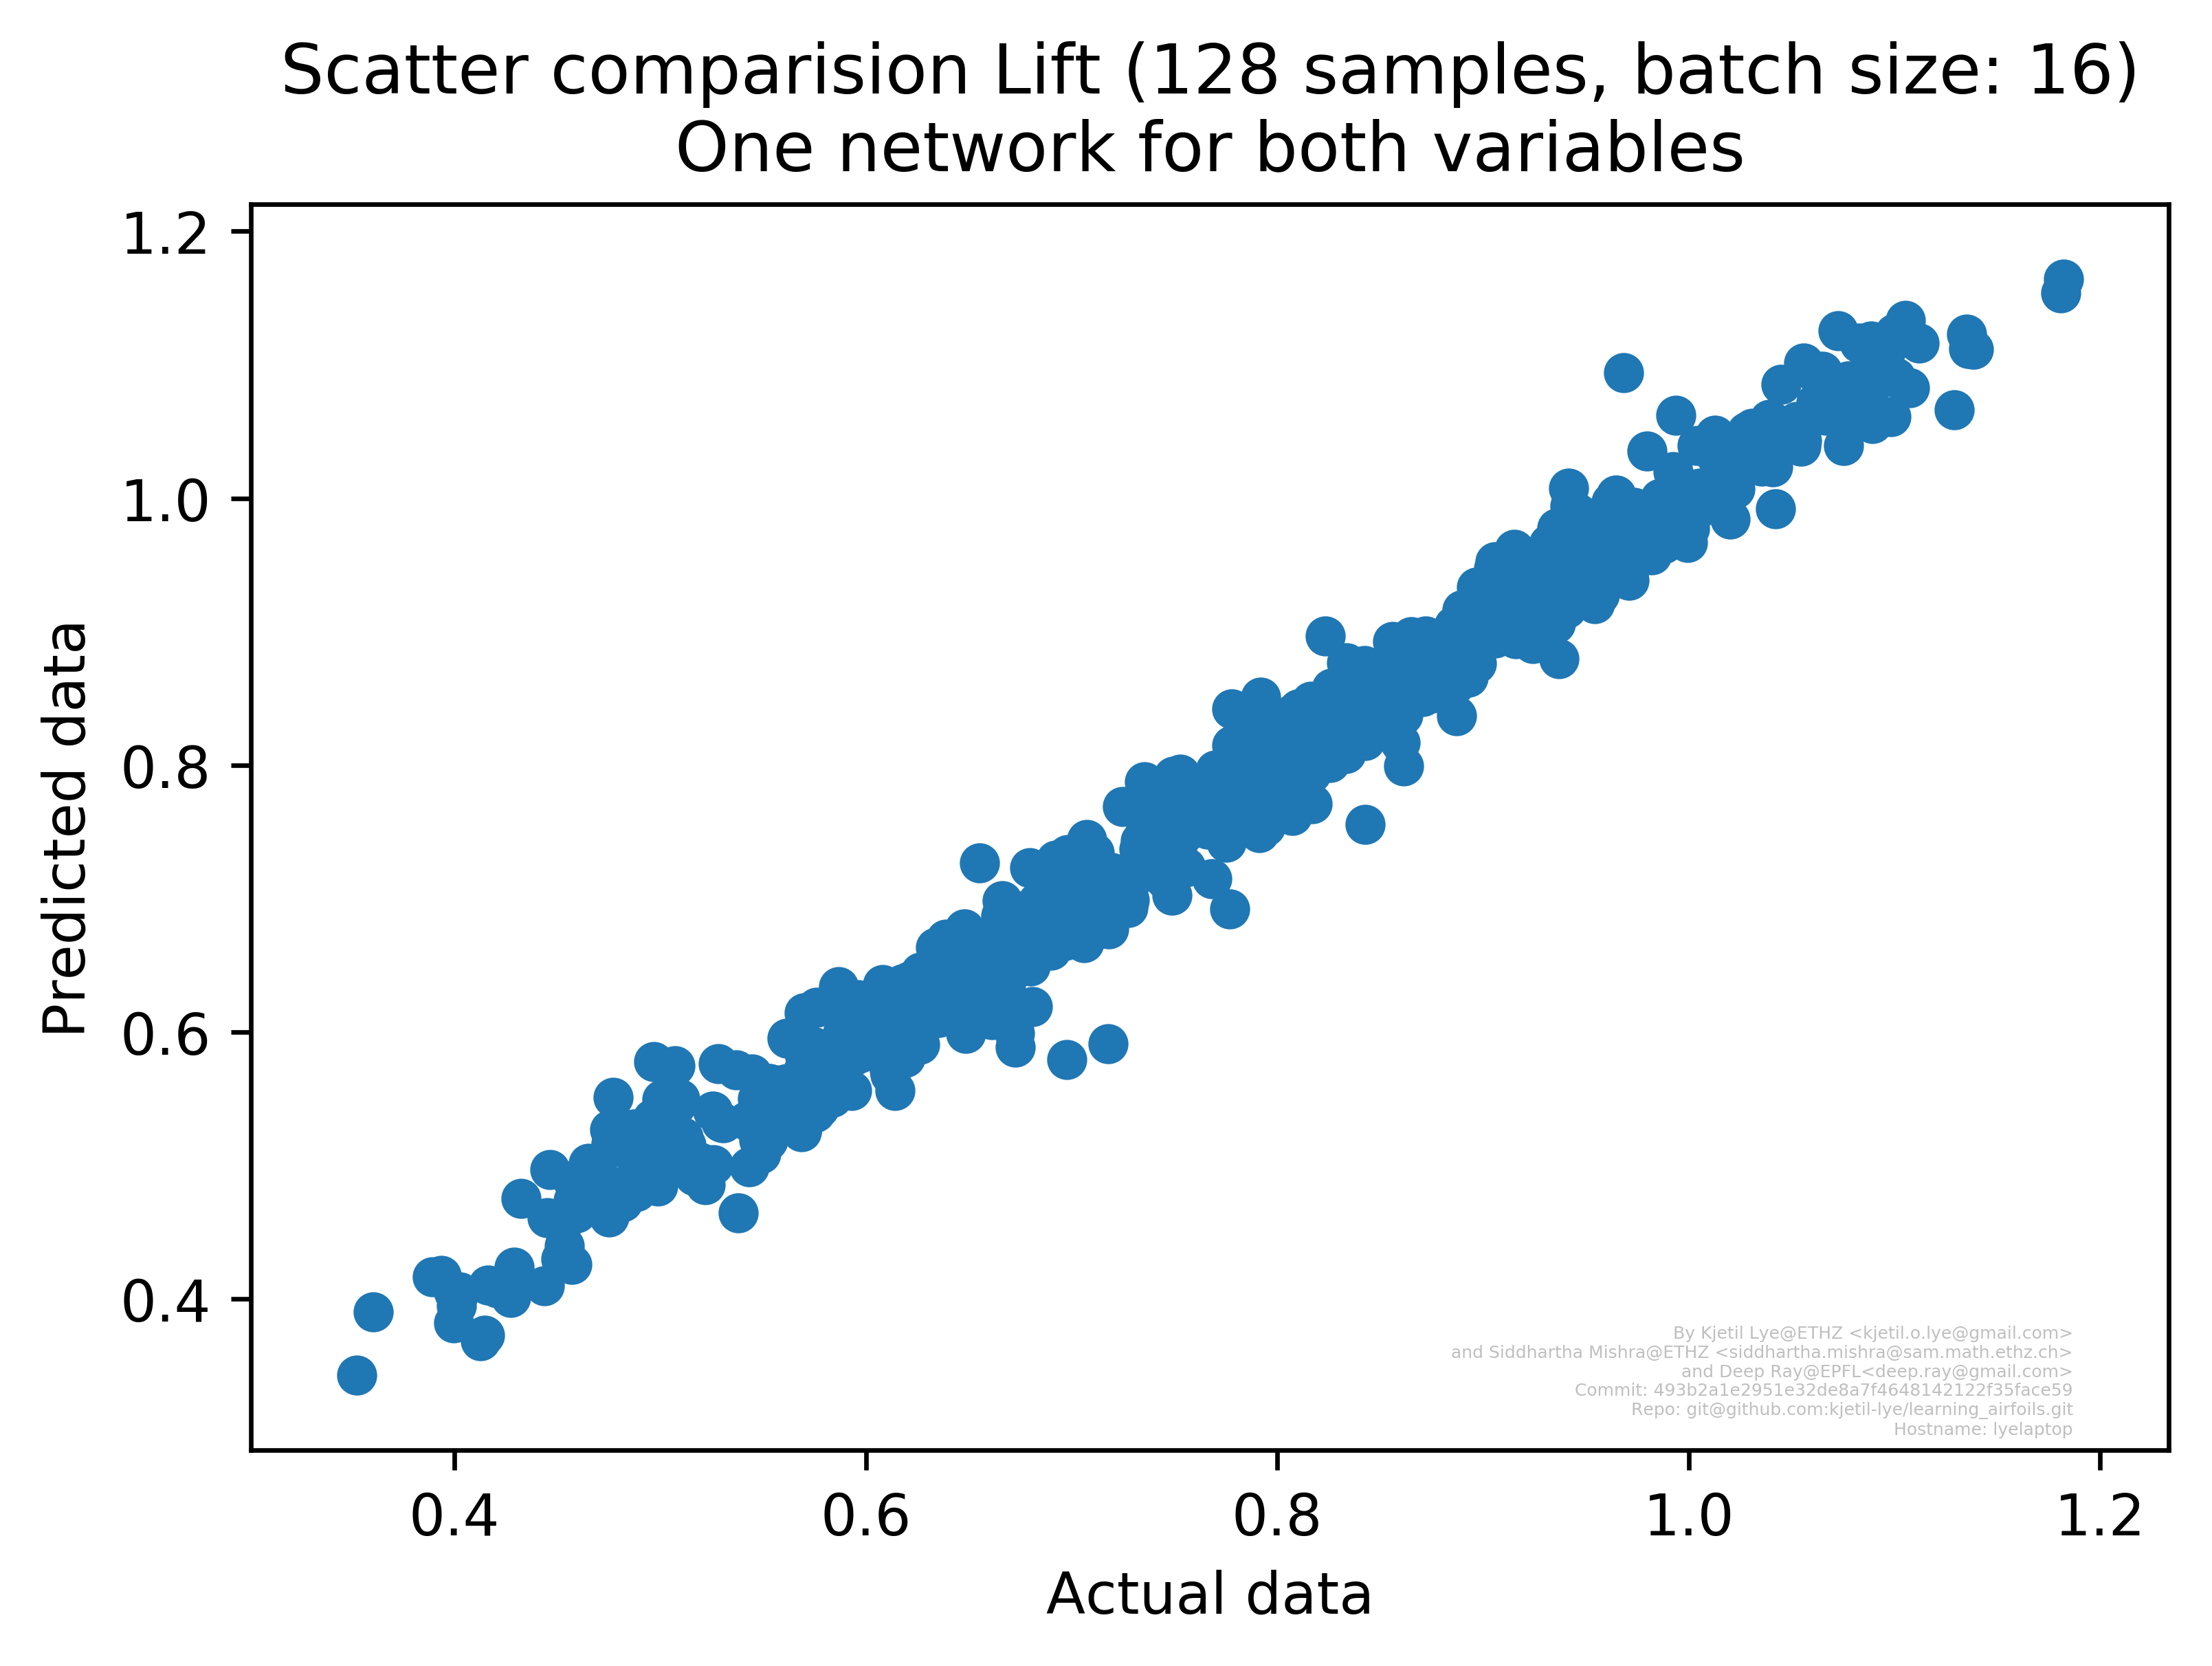 Scatter comparision Lift (128 samples, batch size: 16)
One network for both variables
1.2
1.0
0.8
0.6
0.4
Predicted data
By Kjetil Lye@ETHZ <kjetil.o.lye@gmail.com>
and Siddhartha Mishra@ETHZ <siddhartha.mishra@sam.math.ethz.ch>
and Deep Ray@EPFL<deep.ray@gmail.com>
Commit: 493b2a1e2951e32de8a7f4648142122f35face59
Repo: git@github.com:kjetil-lye/learning_airfoils.git
Hostname: lyelaptop
0.4 0.6 0.8 1.0 1.2
Actual data